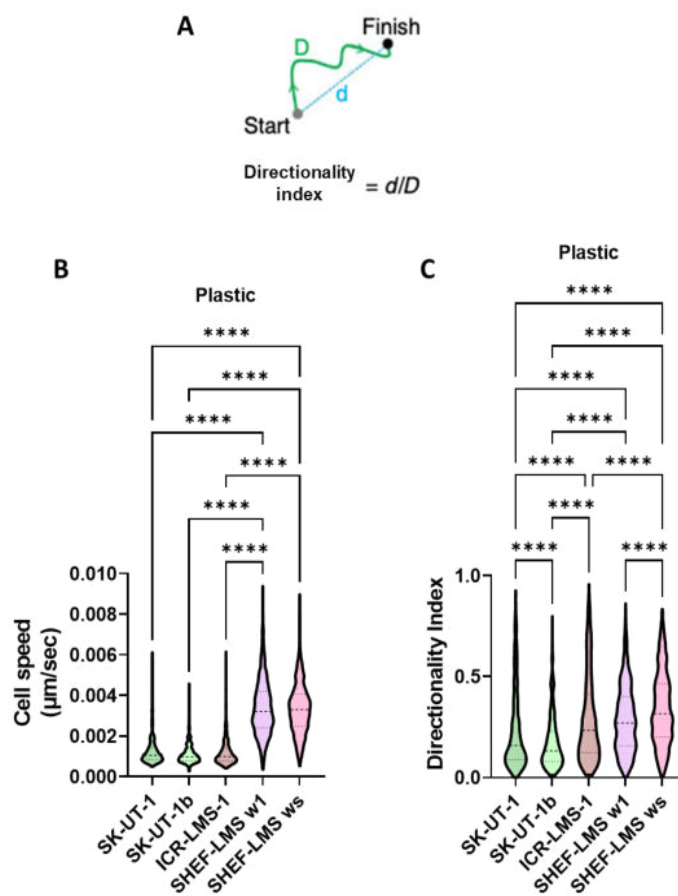 A
Finish
D
d
Start
Directionality
index
= d/D
B
Plastic
****
****
****
****
****
****
Cell speed
(µm/sec)
0.010
0.008
0.006
0.004
0.002
0.000
SK-UT-1
SK-UT-1b
ICR-LMS-1
SHEF-LMS w1
SHEF-LMS ws
C
Plastic
****
****
****
****
**** ****
****
**** ****
Directionality Index
1.0
0.5
0.0
SK-UT-1
SK-UT-1b
ICR-LMS-1
SHEF-LMS w1
SHEF-LMS ws